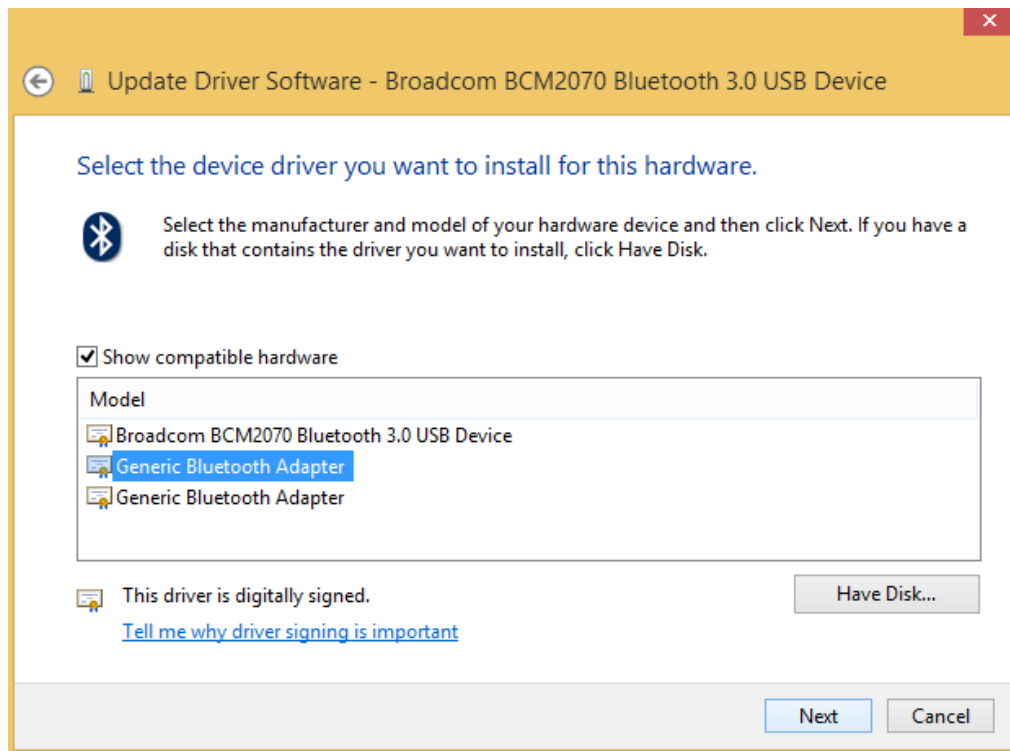 Update Driver Software - Broadcom BCM2070 Bluetooth 3.0 USB Device
Select the device driver you want to install for this hardware.
Select the manufacturer and model of your hardware device and then click Next. If you have a
disk that contains the driver you want to install, click Have Disk.
Show compatible hardware
Model
Broadcom BCM2070 Bluetooth 3.0 USB Device
Generic Bluetooth Adapter
Generic Bluetooth Adapter
This driver is digitally signed.
Have Disk...
Tell me why driver signing is important
Next
Cancel